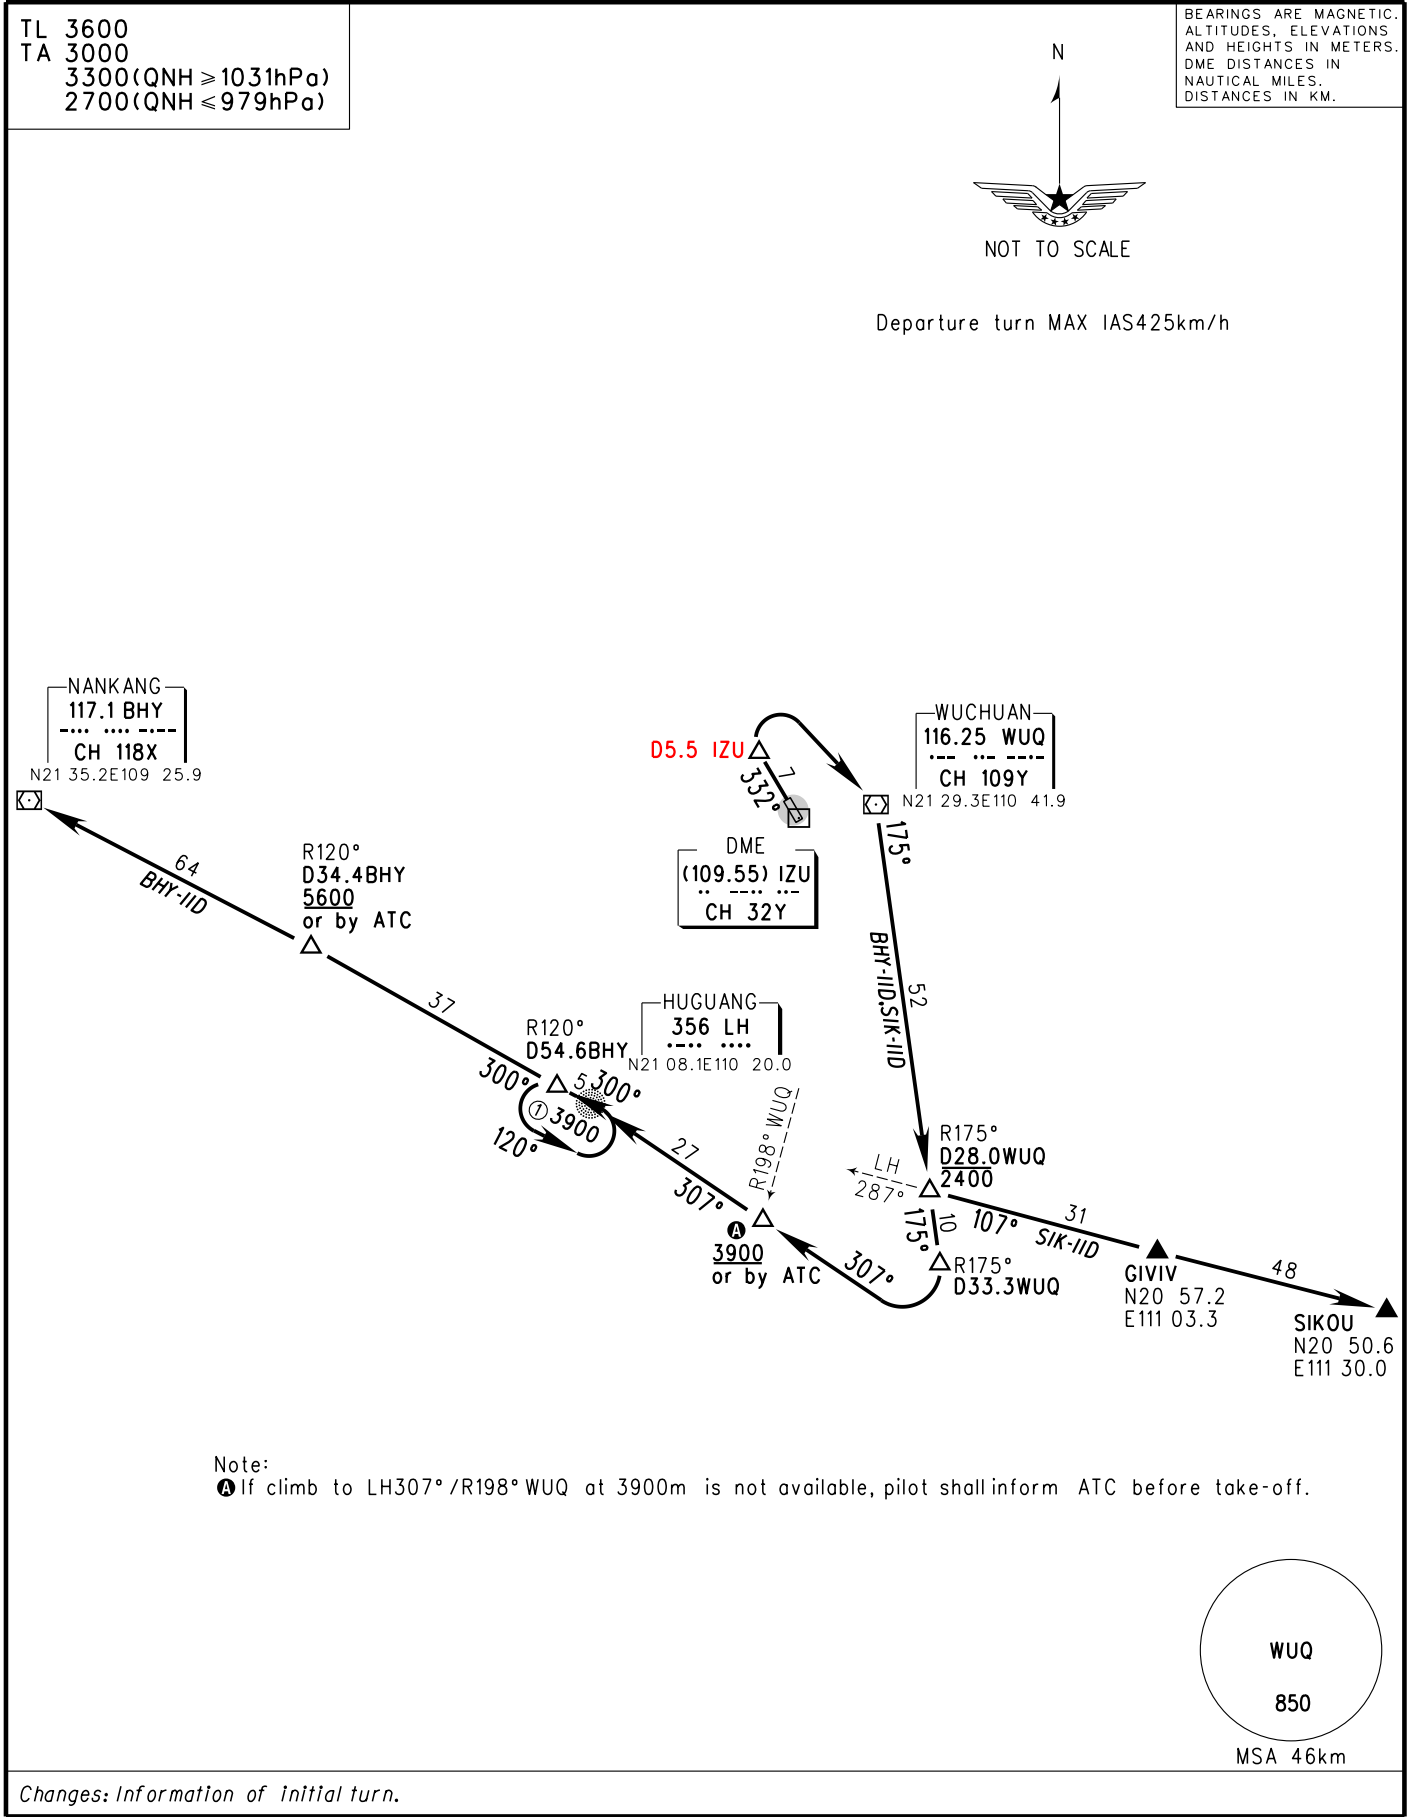 TL 3600
TA 3000
3300(QNH ≥ 1031hPa)
2700(QNH ≤ 979hPa)
BEARINGS ARE MAGNETIC.
ALTITUDES, ELEVATIONS
AND HEIGHTS IN METERS.
DME DISTANCES IN
NAUTICAL MILES.
DISTANCES IN KM.
N
NOT TO SCALE
Departure turn MAX IAS425km/h
NANKANG
117.1 BHY
-··· ···· -·--
CH 118X
N21 35.2E109 25.9
D5.5 IZU
7
332°
WUCHUAN
116.25 WUQ
·-- ··- --·-
CH 109Y
N21 29.3E110 41.9
175°
DME
(109.55) IZU
·· --·· ··-
CH 32Y
64
BHY-11D
R120°
D34.4BHY
5600
or by ATC
BHY-11D,SIK-11D
52
37
HUGUANG
356 LH
·-·· ····
N21 08.1E110 20.0
R120°
D54.6BHY
300°
5
300°
① 3900
120°
R198° WUQ
27
307°
LH
287°
R175°
D28.0WUQ
2400
A
3900
or by ATC
307°
175°
10
R175°
D33.3WUQ
107°
31
SIK-11D
GIVIV
N20 57.2
E111 03.3
48
SIKOU
N20 50.6
E111 30.0
Note:
A If climb to LH307°/R198° WUQ at 3900m is not available, pilot shall inform ATC before take-off.
WUQ
850
MSA 46km
Changes: Information of initial turn.